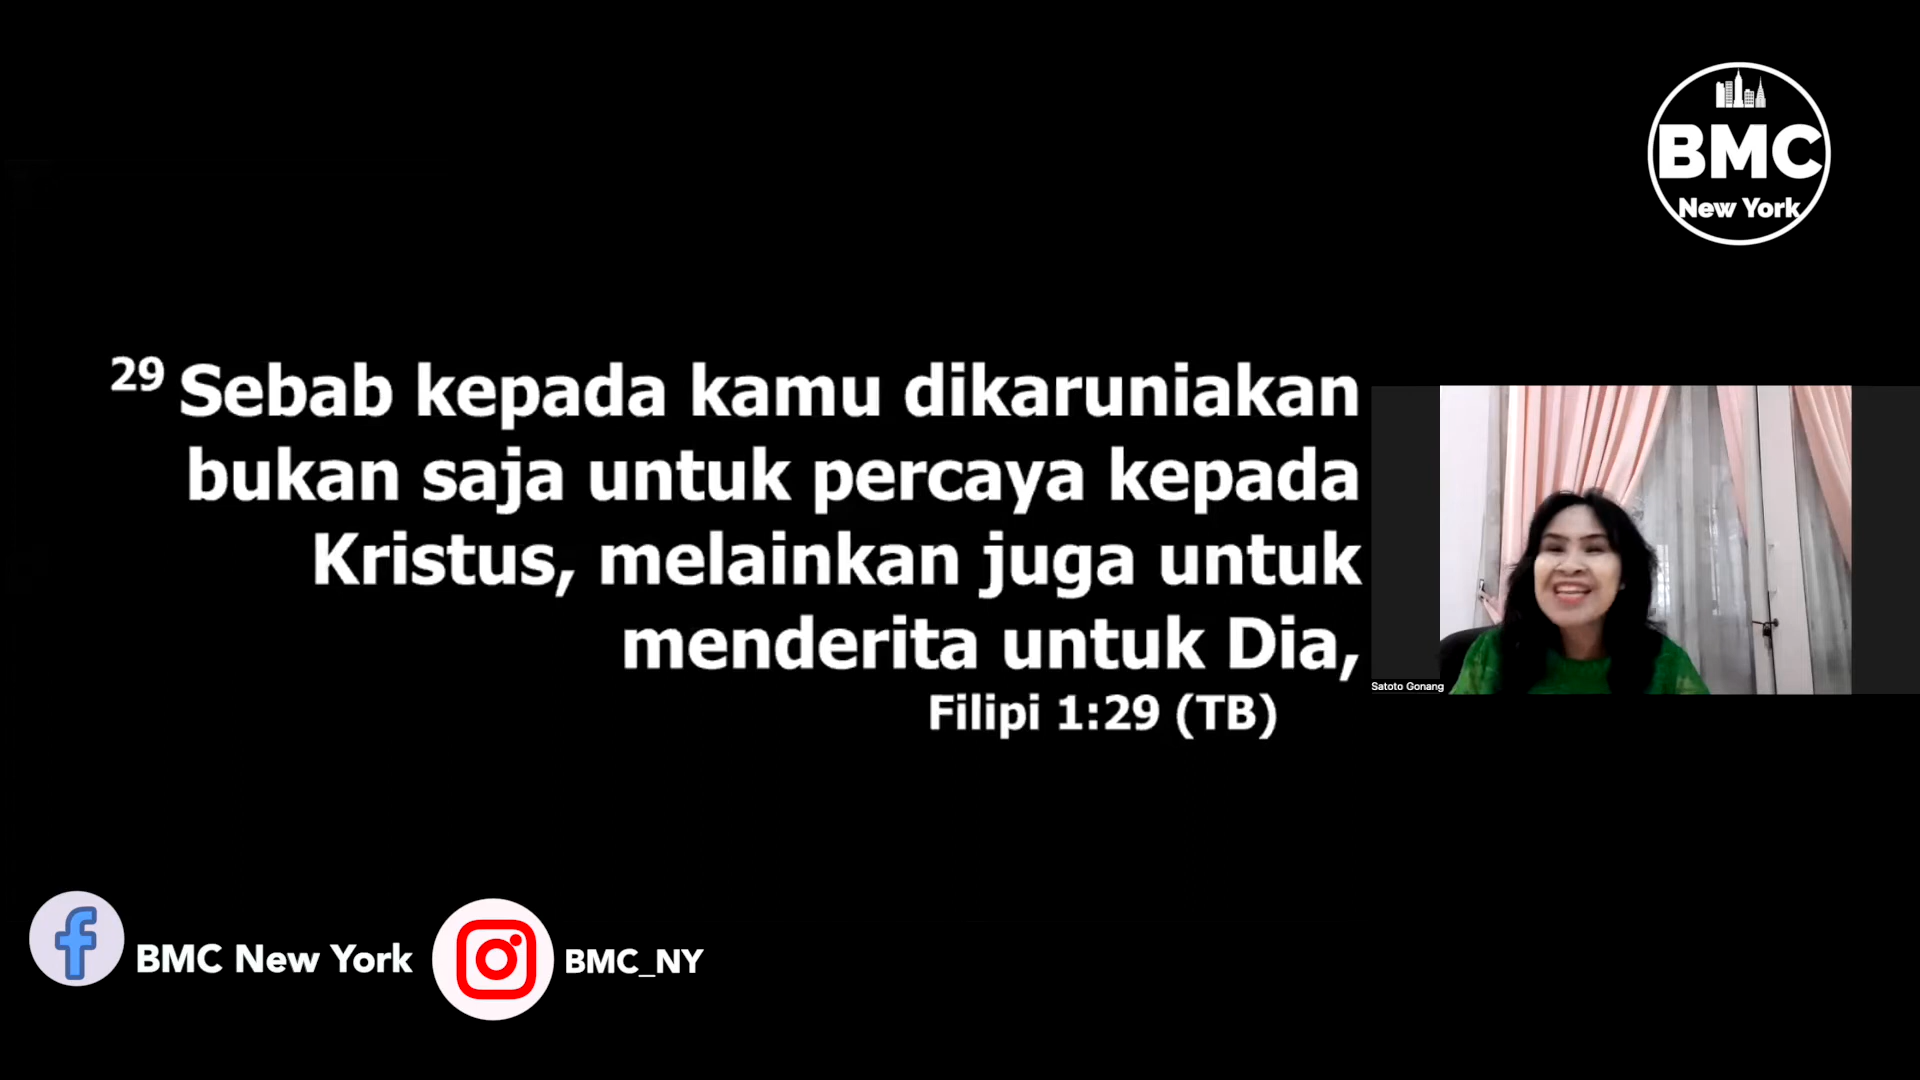 BMC
New York
29 Sebab kepada kamu dikaruniakan
bukan saja untuk percaya kepada
Kristus, melainkan juga untuk
menderita untuk Dia,
Filipi 1:29 (TB)
Satoto Gonang
BMC New York
BMC_NY